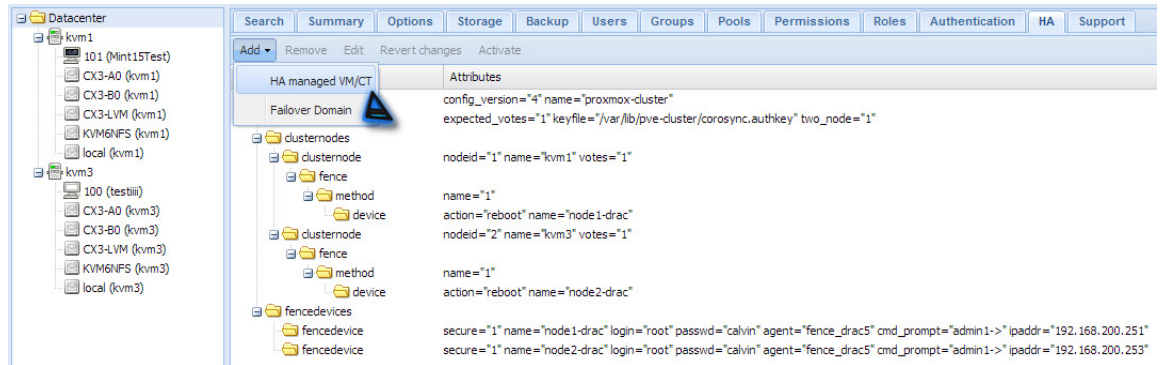 Datacenter
kvm1
101 (Mint15Test)
CX3-A0 (kvm1)
CX3-B0 (kvm1)
CX3-LVM (kvm1)
KVM6NFS (kvm1)
local (kvm1)
kvm3
100 (testiiii)
CX3-A0 (kvm3)
CX3-B0 (kvm3)
CX3-LVM (kvm3)
KVM6NFS (kvm3)
local (kvm3)
Search Summary Options Storage Backup Users Groups Pools Permissions Roles Authentication HA Support
Add Remove Edit Revert changes Activate
HA managed VM/CT
Failover Domain
Attributes
config_version="4" name="proxmox-cluster"
expected_votes="1" keyfile="/var/lib/pve-cluster/corosync.authkey" two_node="1"
clusternodes
clusternode nodeid="1" name="kvm1" votes="1"
fence
method name="1"
device action="reboot" name="node1-drac"
clusternode nodeid="2" name="kvm3" votes="1"
fence
method name="1"
device action="reboot" name="node2-drac"
fencedevices
fencedevice secure="1" name="node1-drac" login="root" passwd="calvin" agent="fence_drac5" cmd_prompt="admin1->" ipaddr="192.168.200.251"
fencedevice secure="1" name="node2-drac" login="root" passwd="calvin" agent="fence_drac5" cmd_prompt="admin1->" ipaddr="192.168.200.253"